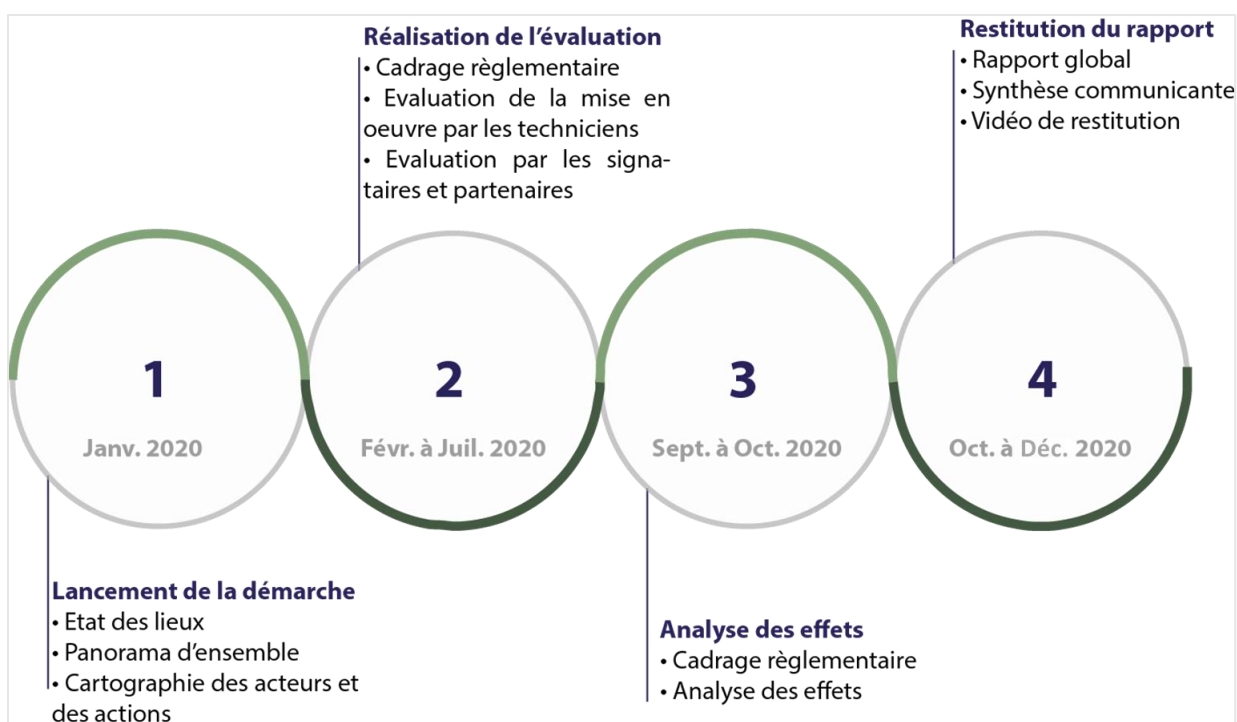 Réalisation de l'évaluation
• Cadrage règlementaire
• Evaluation de la mise en
oeuvre par les techniciens
• Evaluation par les signa-
taires et partenaires
Restitution du rapport
• Rapport global
• Synthèse communicante
• Vidéo de restitution
1
Janv. 2020
2
Févr. à Juil. 2020
3
Sept. à Oct. 2020
4
Oct. à Déc. 2020
Lancement de la démarche
• Etat des lieux
• Panorama d'ensemble
• Cartographie des acteurs et
des actions
Analyse des effets
• Cadrage règlementaire
• Analyse des effets